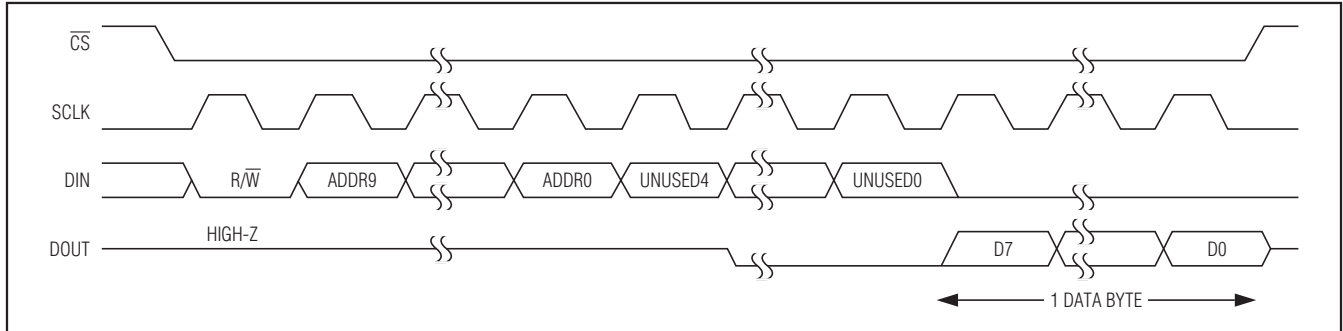 CS
SCLK
DIN R/W ADDR9 ADDR0 UNUSED4 UNUSED0
HIGH-Z
DOUT D7 D0
1 DATA BYTE